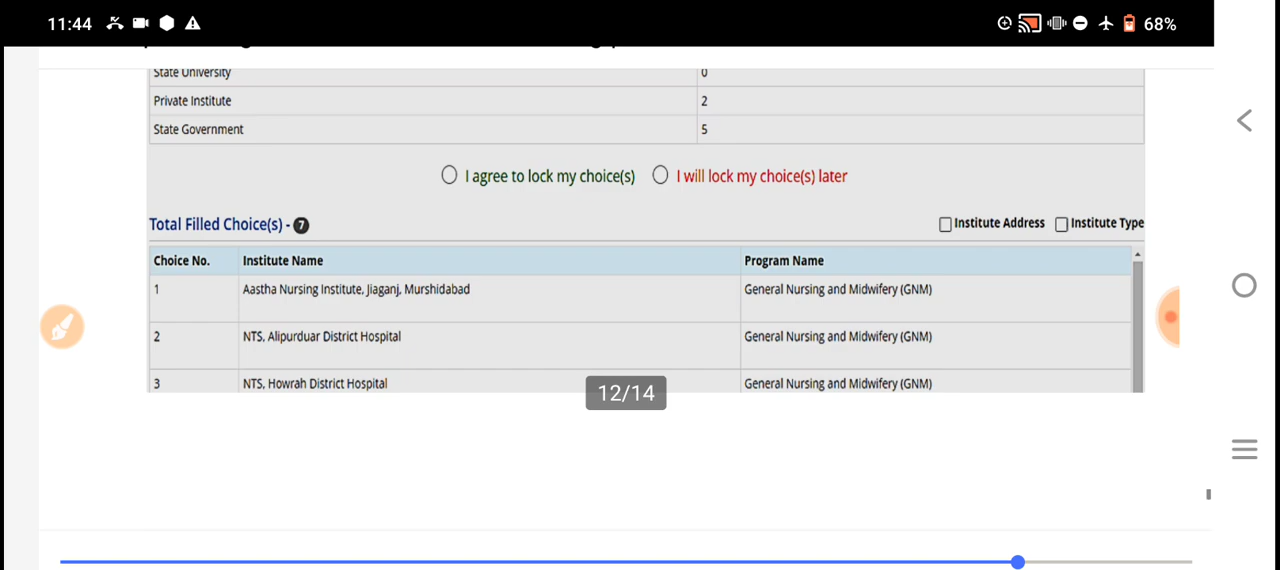 11:44
68%
State University 0
Private Institute 2
State Government 5
I agree to lock my choice(s) I will lock my choice(s) later
Total Filled Choice(s) - 7 Institute Address Institute Type
Choice No. Institute Name Program Name
1 Aastha Nursing Institute, Jiaganj, Murshidabad General Nursing and Midwifery (GNM)
2 NTS, Alipurduar District Hospital General Nursing and Midwifery (GNM)
3 NTS, Howrah District Hospital General Nursing and Midwifery (GNM)
12/14